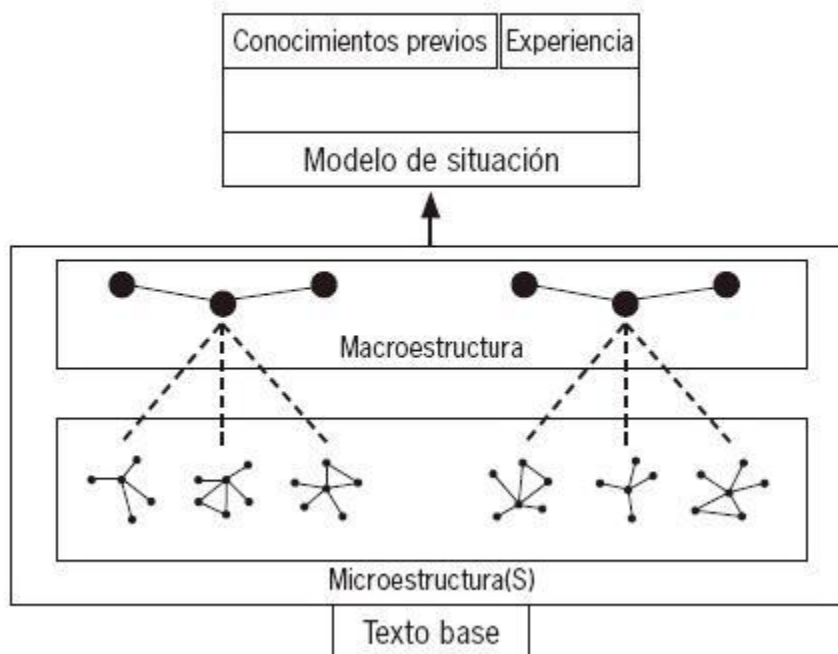 Conocimientos previos Experiencia
Modelo de situación
Macroestructura
Microestructura(S)
Texto base